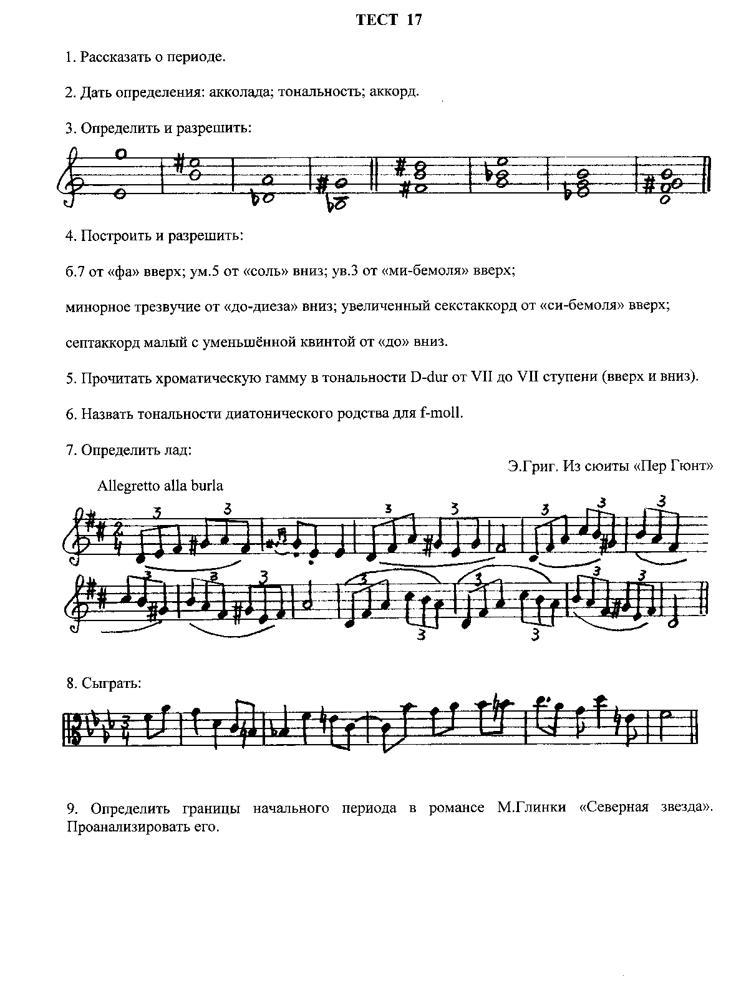 ТЕСТ 17
1. Рассказать о периоде.
2. Дать определения: акколада; тональность; аккорд.
3. Определить и разрешить:
4. Построить и разрешить:
б.7 от «фа» вверх; ум.5 от «соль» вниз; ув.3 от «ми-бемоля» вверх;
минорное трезвучие от «до-диеза» вниз; увеличенный секстаккорд от «си-бемоля» вверх;
септаккорд малый с уменьшённой квинтой от «до» вниз.
5. Прочитать хроматическую гамму в тональности D-dur от VII до VII ступени (вверх и вниз).
6. Назвать тональности диатонического родства для f-moll.
7. Определить лад:
Э.Григ. Из сюиты «Пер Гюнт»
Allegretto alla burla
3 3 3 3 3 3 3
2
4
3 3 3 3 3 3 3
3 3
8. Сыграть:
3
4
9. Определить границы начального периода в романсе М.Глинки «Северная звезда».
Проанализировать его.